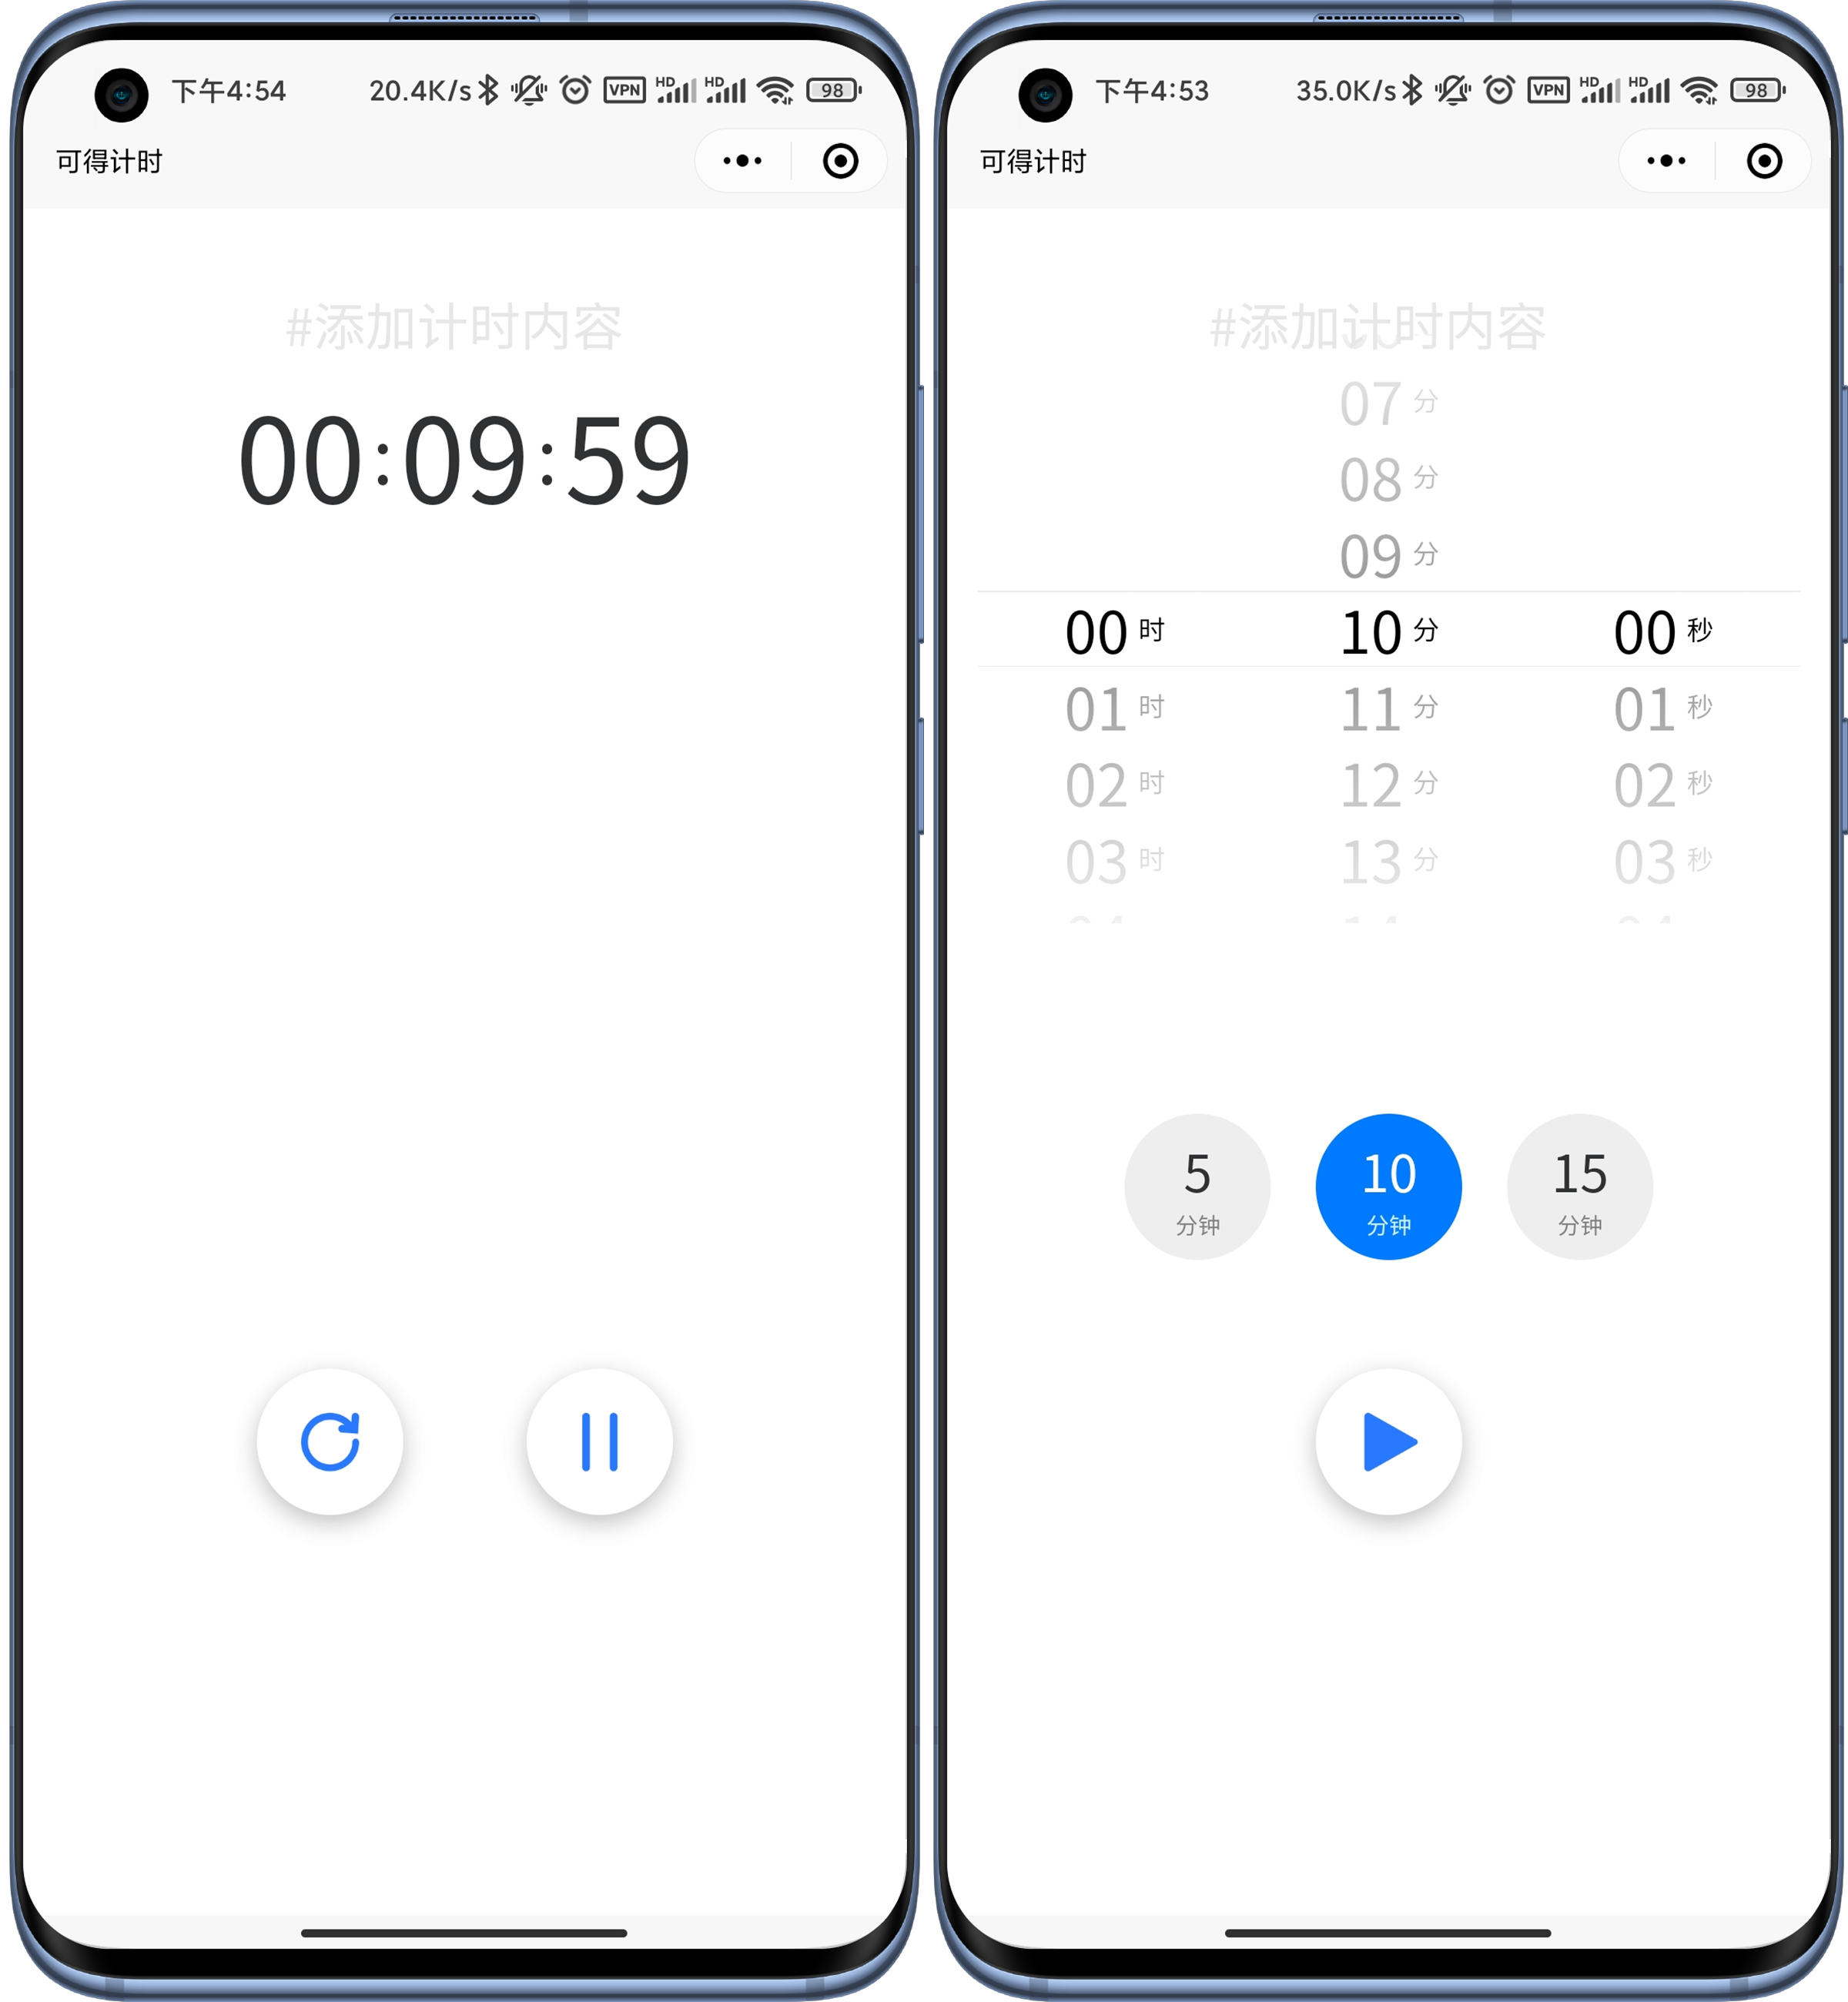 下午4:54 20.4K/s VPN HD HD 98
可得计时
#添加计时内容
00:09:59
下午4:53 35.0K/s VPN HD HD 98
可得计时
#添加计时内容
07 分
08 分
09 分
00 时 10 分 00 秒
01 时 11 分 01 秒
02 时 12 分 02 秒
03 时 13 分 03 秒
5 10 15
分钟 分钟 分钟